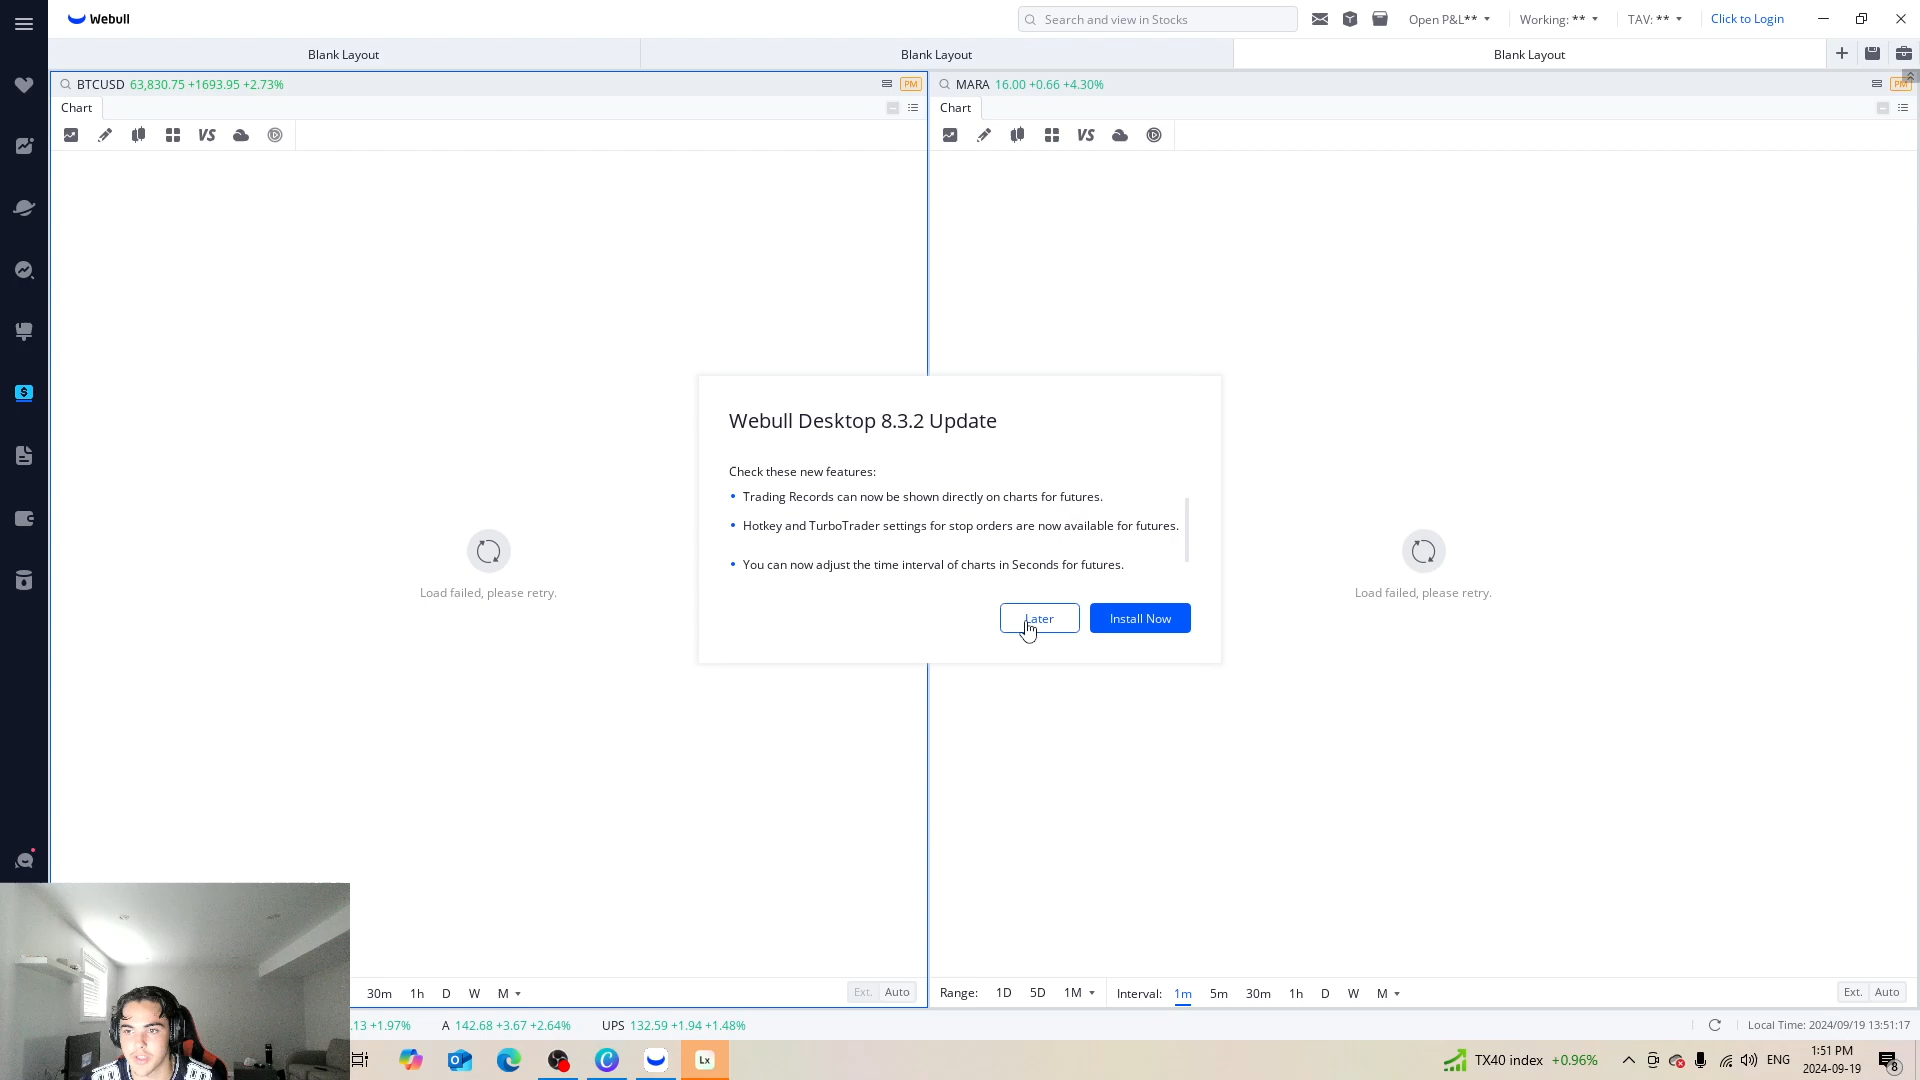 Webull
Search and view in Stocks
Open P&L**
Working: **
TAV: **
Click to Login
Blank Layout
Blank Layout
Blank Layout
BTCUSD 63,830.75 +1693.95 +2.73%
PM
MARA 16.00 +0.66 +4.30%
PM
Chart
Chart
VS
VS
Webull Desktop 8.3.2 Update
Check these new features:
• Trading Records can now be shown directly on charts for futures.
• Hotkey and TurboTrader settings for stop orders are now available for futures.
• You can now adjust the time interval of charts in Seconds for futures.
Later
Install Now
Load failed, please retry.
Load failed, please retry.
30m 1h D W M
Ext. Auto
Range: 1D 5D 1M
Interval: 1m 5m 30m 1h D W M
Ext. Auto
.13 +1.97%
A 142.68 +3.67 +2.64%
UPS 132.59 +1.94 +1.48%
Local Time: 2024/09/19 13:51:17
Lx
TX40 index +0.96%
ENG
1:51 PM
2024-09-19
8